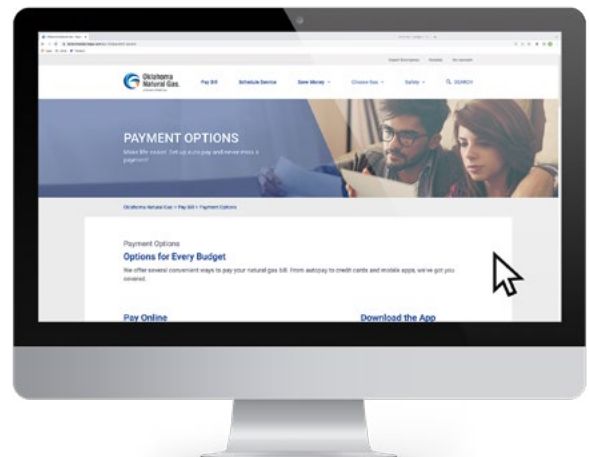 Oklahoma
Natural Gas.
Pay Bill
Schedule Service
Save Money
Choose Gas
Safety
SEARCH
PAYMENT OPTIONS
Make life easier. Set up auto pay and never miss a
payment!
Oklahoma Natural Gas > Pay Bill > Payment Options
Payment Options
Options for Every Budget
We offer several convenient ways to pay your natural gas bill. From autopay to credit cards and mobile apps, we've got you
covered.
Pay Online
Download the App